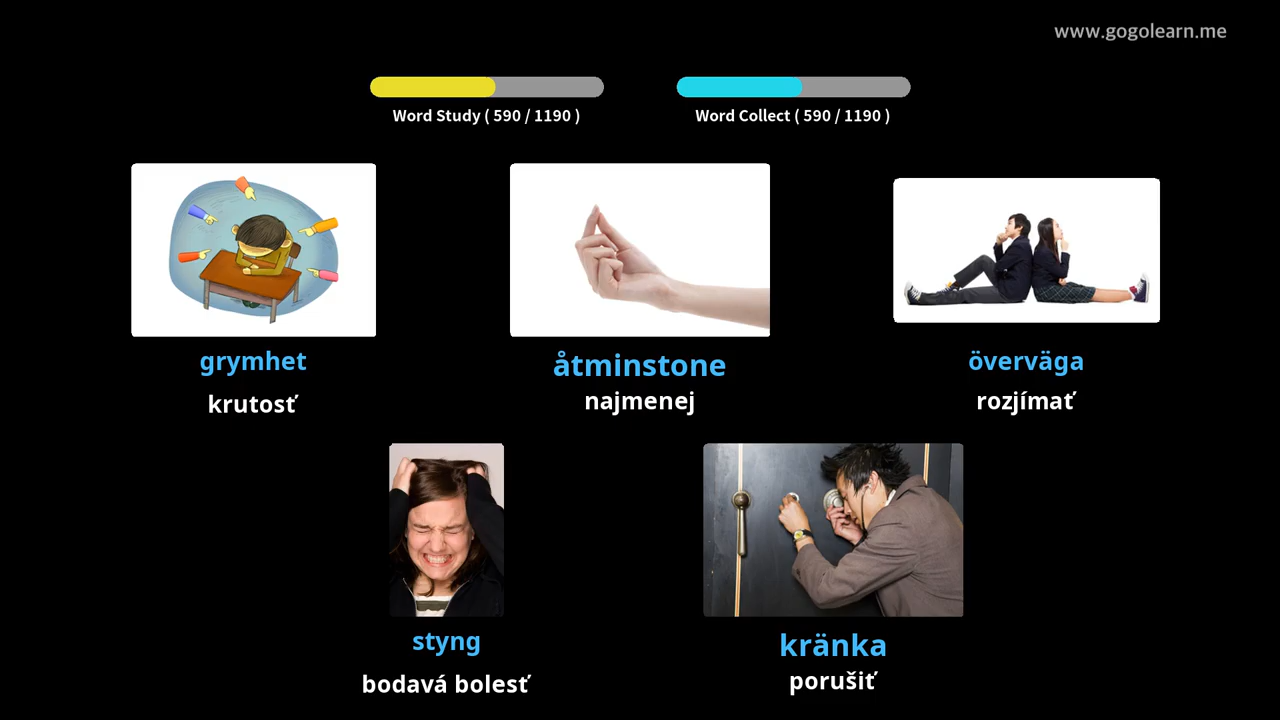 www.gogolearn.me
Word Study ( 590 / 1190 )
Word Collect ( 590 / 1190 )
grymhet
krutosť
åtminstone
najmenej
överväga
rozjímať
styng
bodavá bolesť
kränka
porušiť